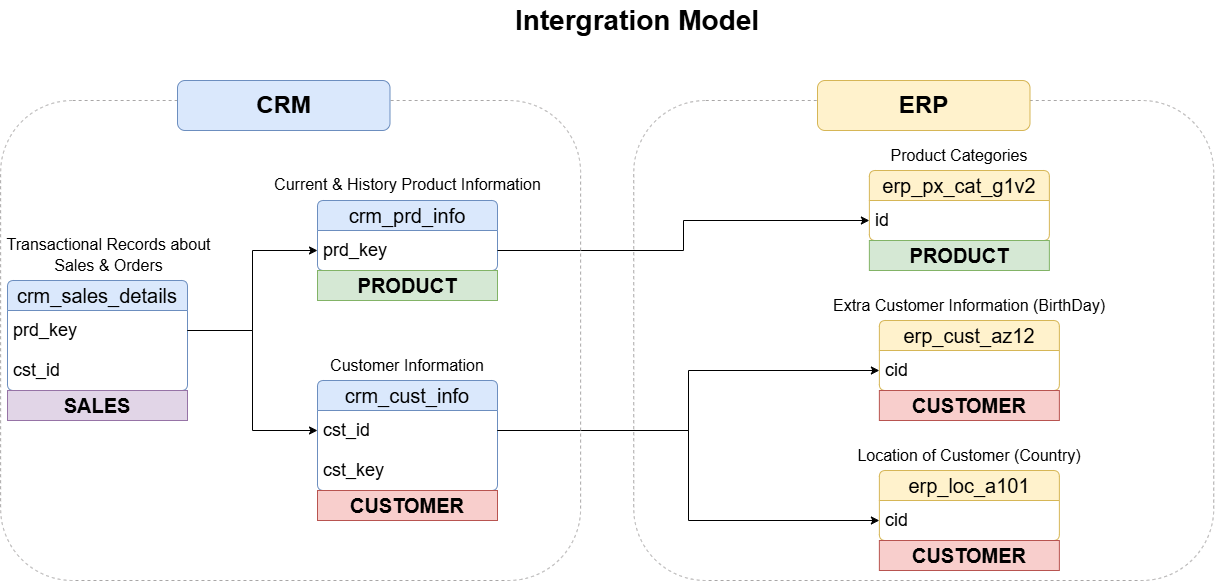 Intergration Model
CRM
Transactional Records about
Sales & Orders
crm_sales_details
prd_key
cst_id
SALES
Current & History Product Information
crm_prd_info
prd_key
PRODUCT
Customer Information
crm_cust_info
cst_id
cst_key
CUSTOMER
ERP
Product Categories
erp_px_cat_g1v2
id
PRODUCT
Extra Customer Information (BirthDay)
erp_cust_az12
cid
CUSTOMER
Location of Customer (Country)
erp_loc_a101
cid
CUSTOMER